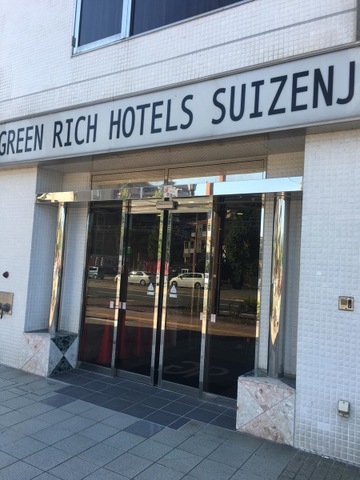 GREEN RICH HOTELS SUIZENJ